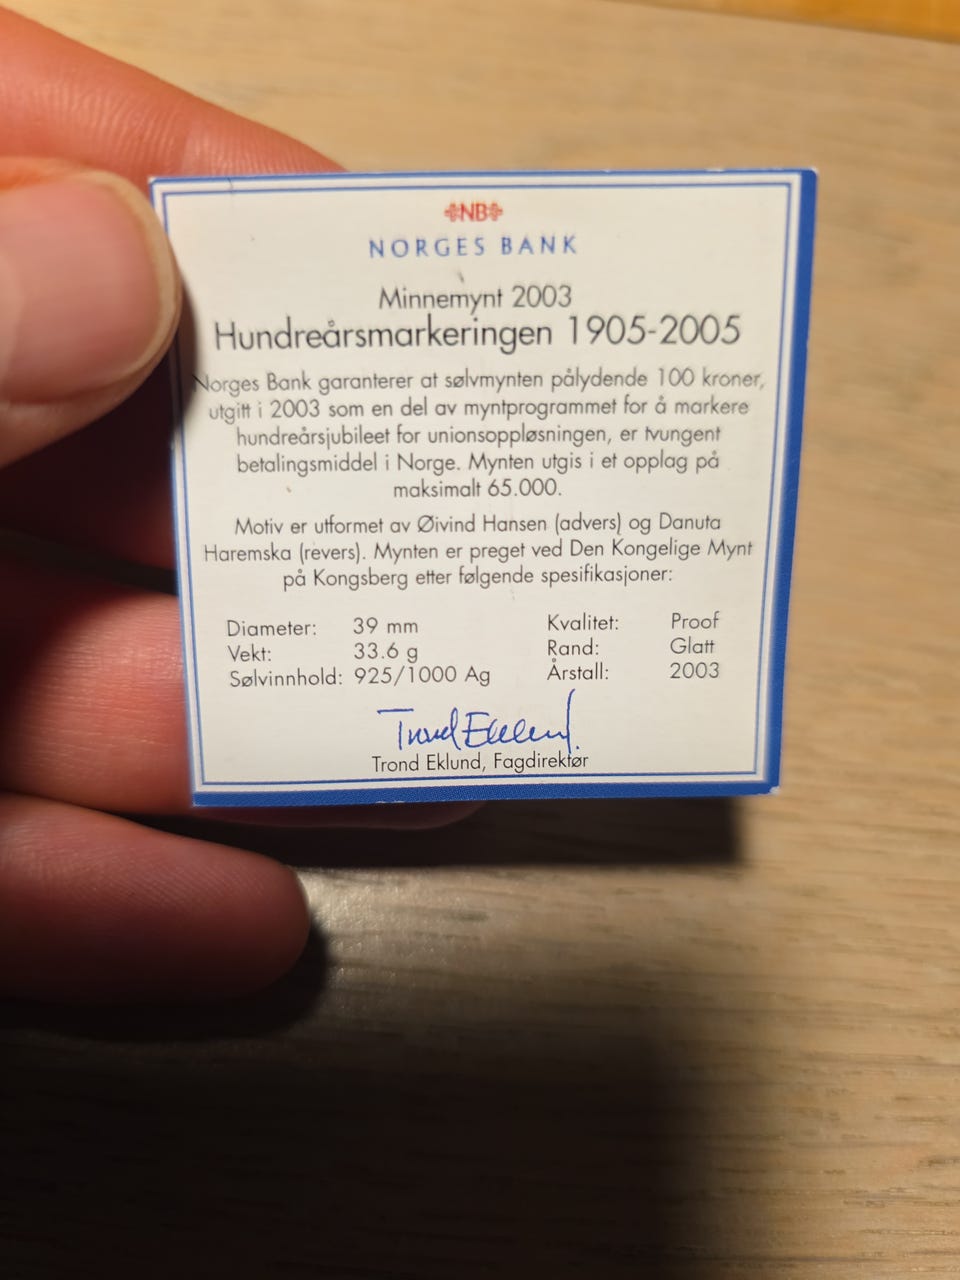 NB
NORGES BANK
Minnemynt 2003
Hundreårsmarkeringen 1905-2005
Norges Bank garanterer at sølvmynten pålydende 100 kroner,
utgitt i 2003 som en del av myntprogrammet for å markere
hundreårsjubileet for unionsoppløsningen, er tvungent
betalingsmiddel i Norge. Mynten utgis i et opplag på
maksimalt 65.000.
Motiv er utformet av Øivind Hansen (advers) og Danuta
Haremska (revers). Mynten er preget ved Den Kongelige Mynt
på Kongsberg etter følgende spesifikasjoner:
Diameter: 39 mm Kvalitet: Proof
Vekt: 33.6 g Rand: Glatt
Sølvinnhold: 925/1000 Ag Årstall: 2003
Trond Eklund
Trond Eklund, Fagdirektør